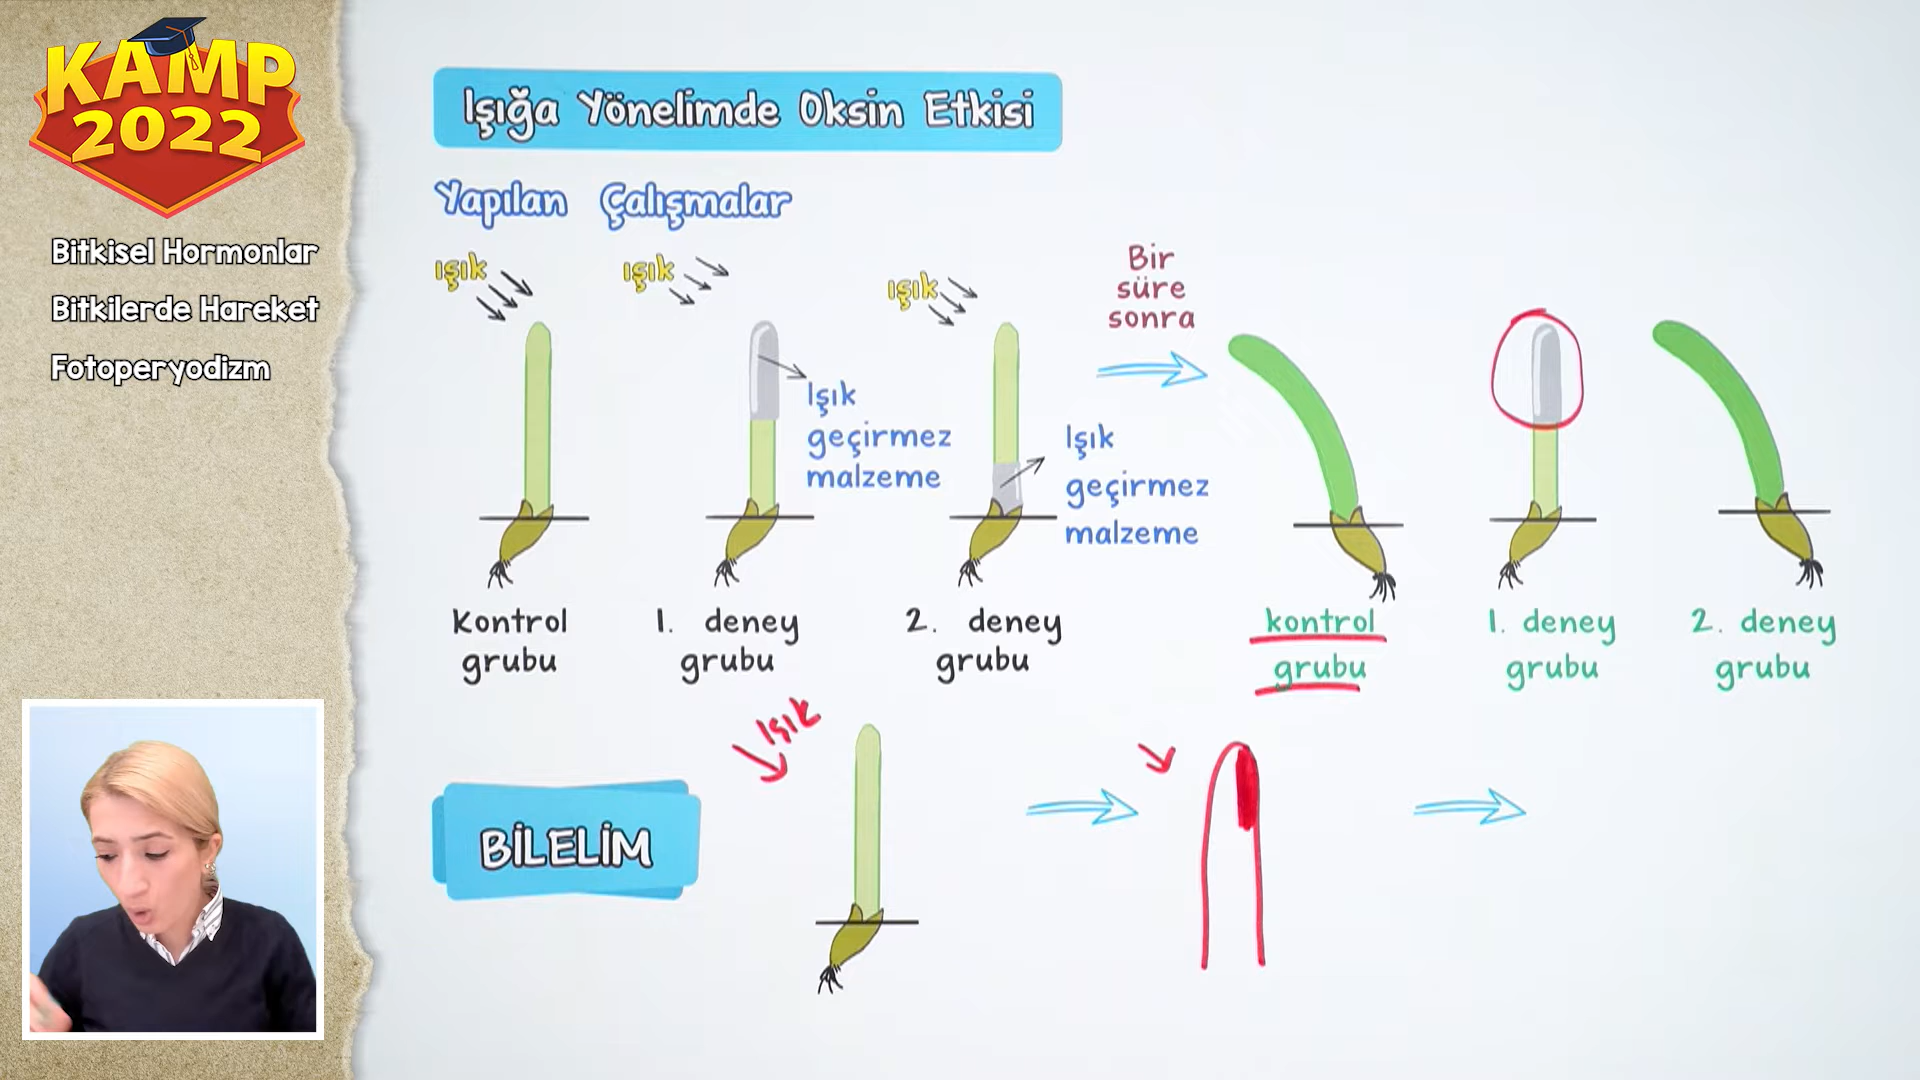 KAMP
2022
Bitkisel Hormonlar
Bitkilerde Hareket
Fotoperyodizm
Işığa Yönelimde Oksin Etkisi
Yapılan Çalışmalar
ışık
ışık
ışık
Işık
geçirmez
malzeme
Işık
geçirmez
malzeme
Bir
süre
sonra
Kontrol
grubu
1. deney
grubu
2. deney
grubu
kontrol
grubu
1. deney
grubu
2. deney
grubu
Işık
BİLELİM